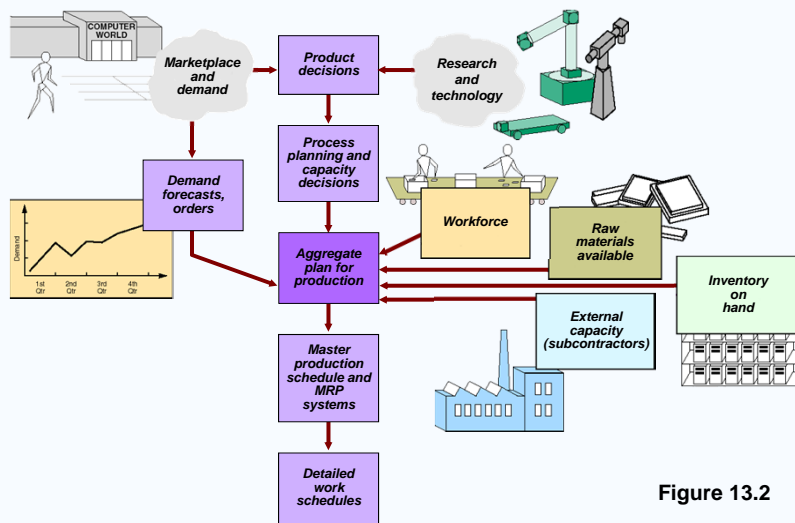 COMPUTER
WORLD
Marketplace
and
demand
Product
decisions
Research
and
technology
Process
planning and
capacity
decisions
Demand
forecasts,
orders
Workforce
Raw
materials
available
Demand
1st
Qtr
2nd
Qtr
3rd
Qtr
4th
Qtr
Aggregate
plan for
production
Inventory
on
hand
External
capacity
(subcontractors)
Master
production
schedule and
MRP
systems
Detailed
work
schedules
Figure 13.2